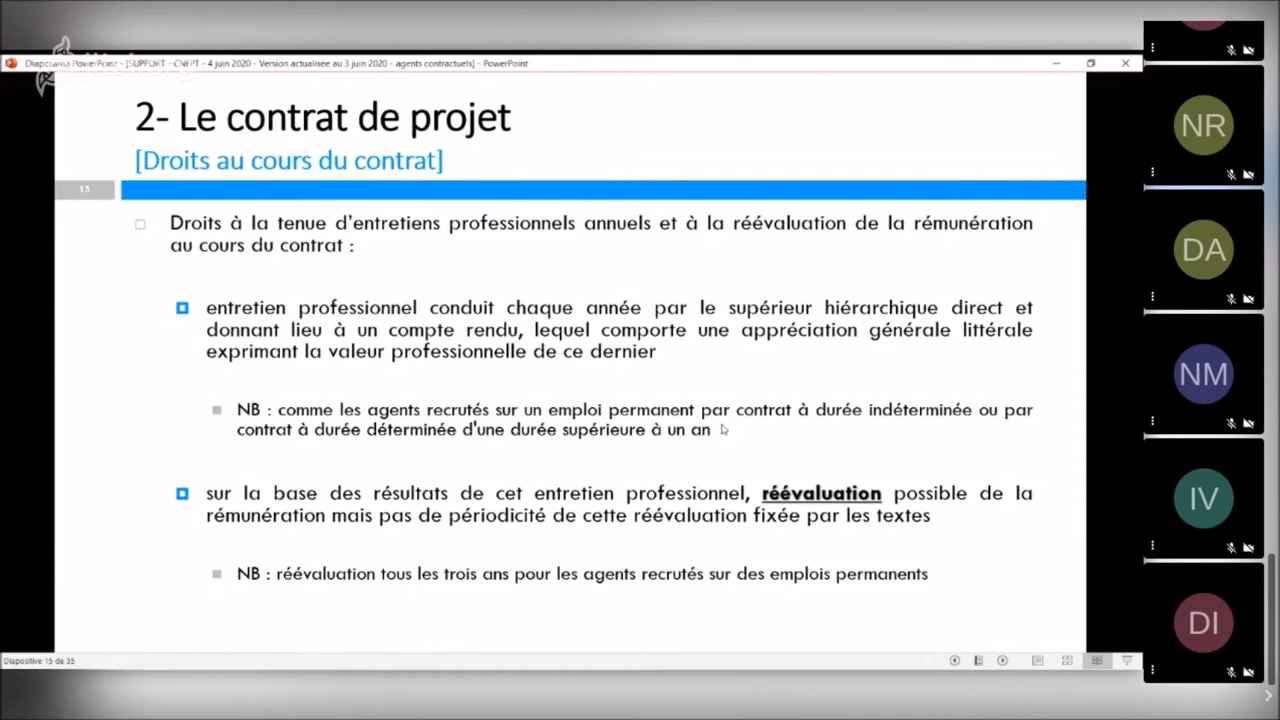 Diaporama PowerPoint - [SUPPORT - CNFPT - 4 juin 2020 - Version actualisée au 3 juin 2020 - agents contractuels] - PowerPoint
2- Le contrat de projet
[Droits au cours du contrat]
15
Droits à la tenue d'entretiens professionnels annuels et à la réévaluation de la rémunération
au cours du contrat :
entretien professionnel conduit chaque année par le supérieur hiérarchique direct et
donnant lieu à un compte rendu, lequel comporte une appréciation générale littérale
exprimant la valeur professionnelle de ce dernier
NB : comme les agents recrutés sur un emploi permanent par contrat à durée indéterminée ou par
contrat à durée déterminée d'une durée supérieure à un an
sur la base des résultats de cet entretien professionnel, réévaluation possible de la
rémunération mais pas de périodicité de cette réévaluation fixée par les textes
NB : réévaluation tous les trois ans pour les agents recrutés sur des emplois permanents
Diapositive 15 de 35
NR
DA
NM
IV
DI